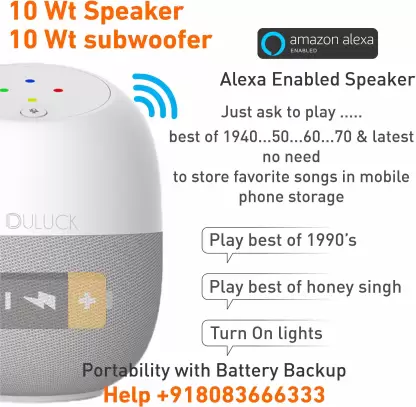 10 Wt Speaker
10 Wt subwoofer
amazon alexa
ENABLED
Alexa Enabled Speaker
Just ask to play .....
best of 1940...50...60...70 & latest
no need
to store favorite songs in mobile
phone storage
DULUCK
Play best of 1990's
Play best of honey singh
Turn On lights
Portability with Battery Backup
Help +918083666333